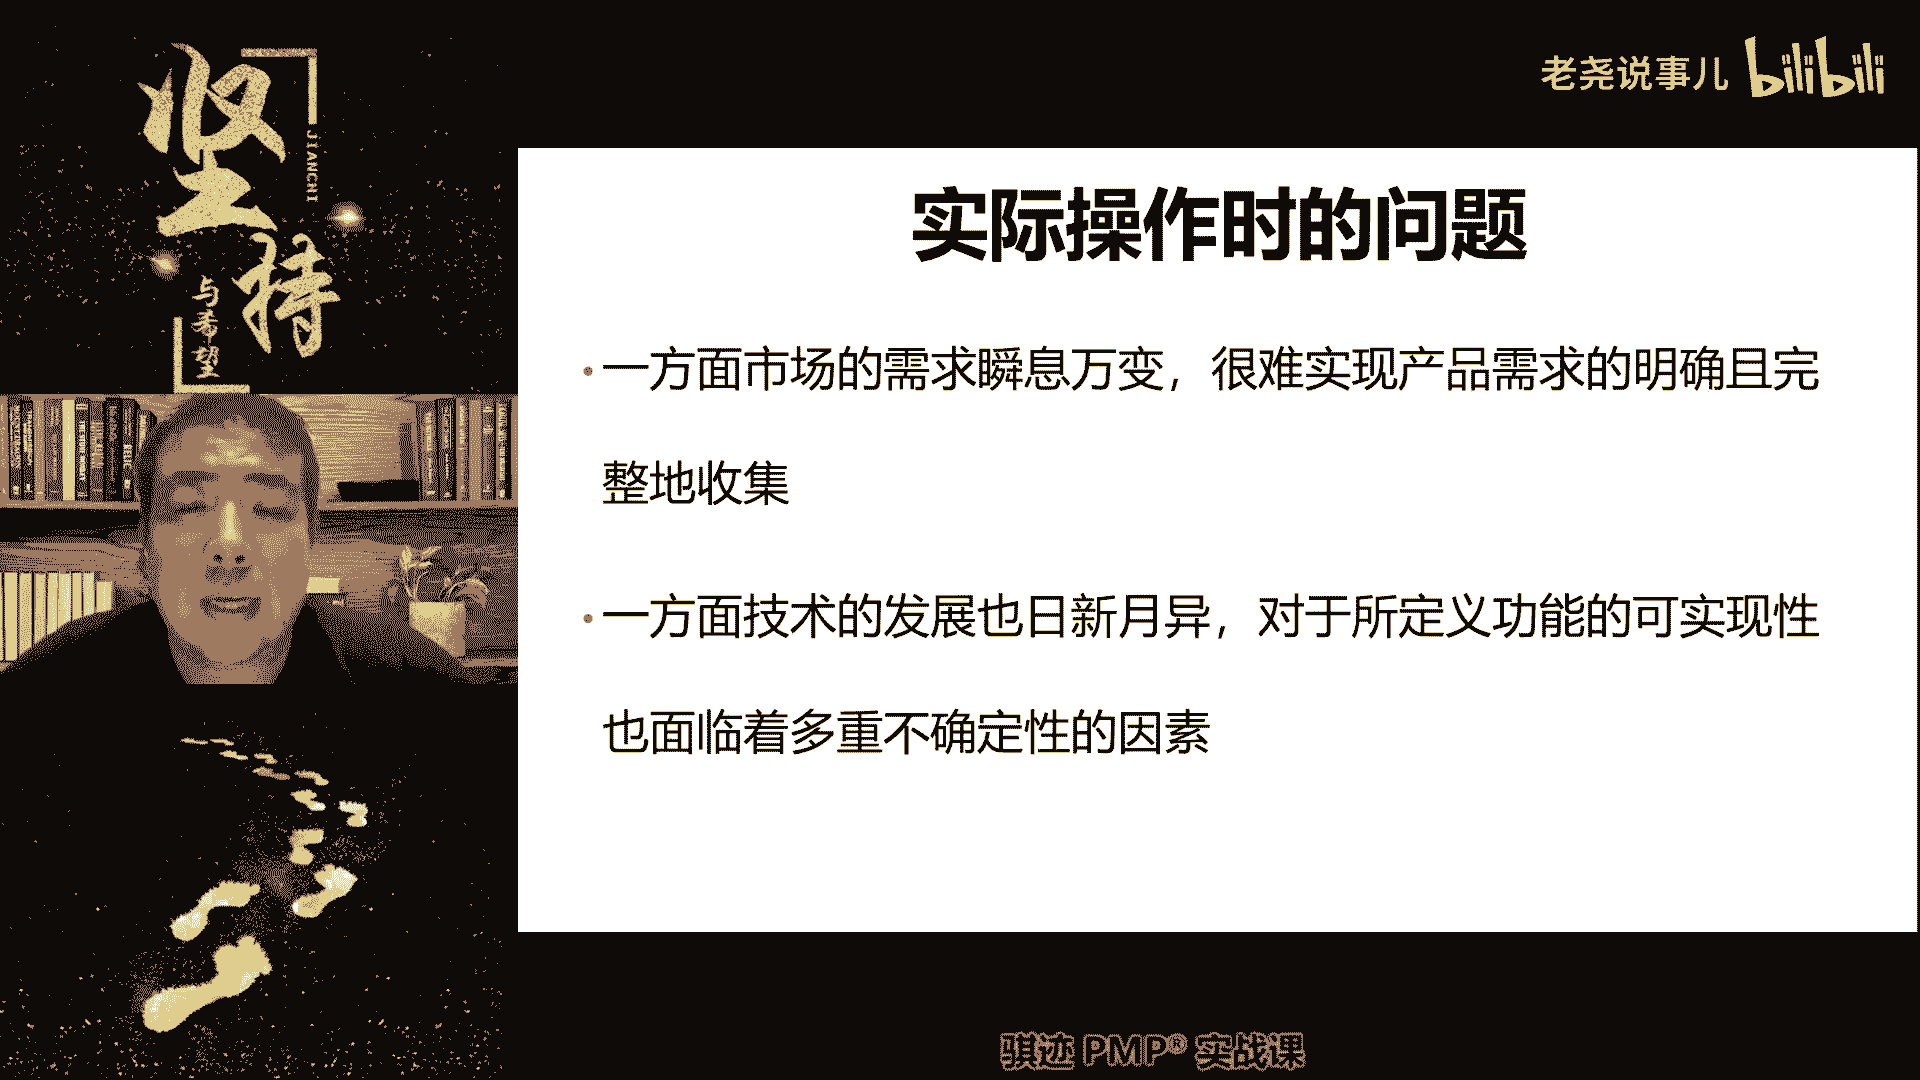 坚持
JIANCHI
与希望
老尧说事儿 bilibili
实际操作时的问题
•一方面市场的需求瞬息万变，很难实现产品需求的明确且完
整地收集
•一方面技术的发展也日新月异，对于所定义功能的可实现性
也面临着多重不确定性的因素
骐迹 PMP® 实战课